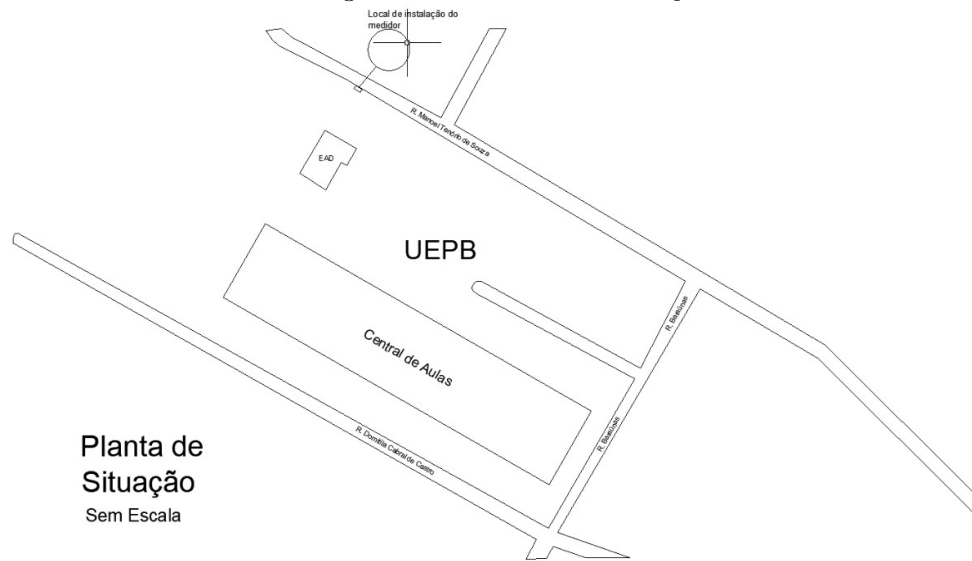 Local de instalação do
medidor
R. Manoel Tenório de Souza
EAD
UEPB
R. Baraúnas
Central de Aulas
R. Baraúnas
R. Domitila Cabral de Castro
Planta de
Situação
Sem Escala